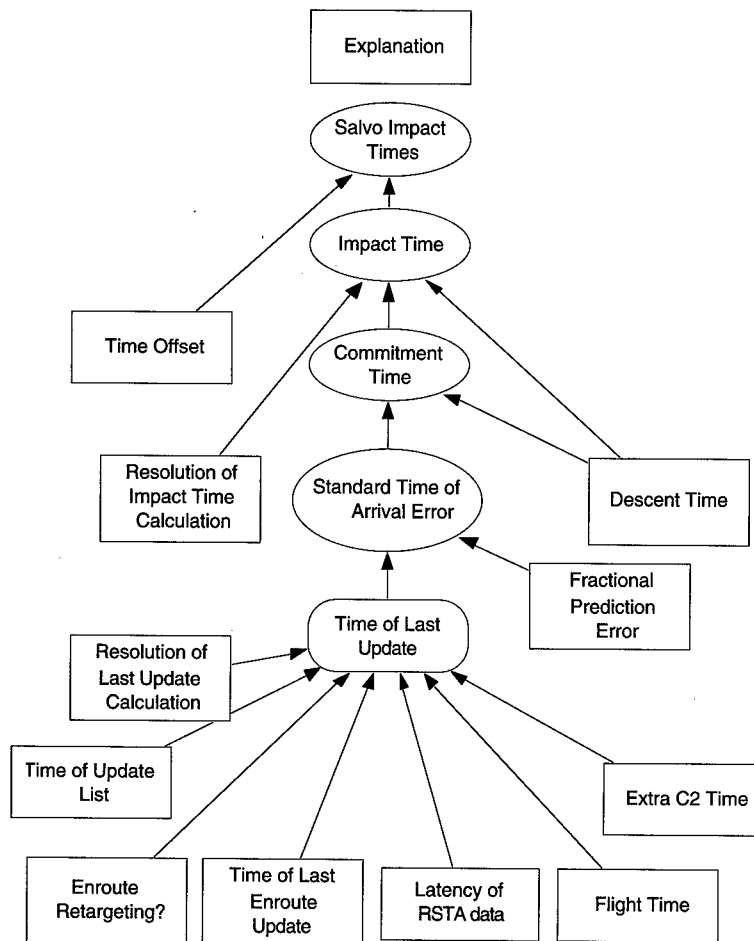 Explanation
Salvo Impact
Times
Impact Time
Time Offset
Commitment
Time
Resolution of
Impact Time
Calculation
Standard Time of
Arrival Error
Descent Time
Fractional
Prediction
Error
Time of Last
Update
Resolution of
Last Update
Calculation
Time of Update
List
Extra C2 Time
Enroute
Retargeting?
Time of Last
Enroute
Update
Latency of
RSTA data
Flight Time